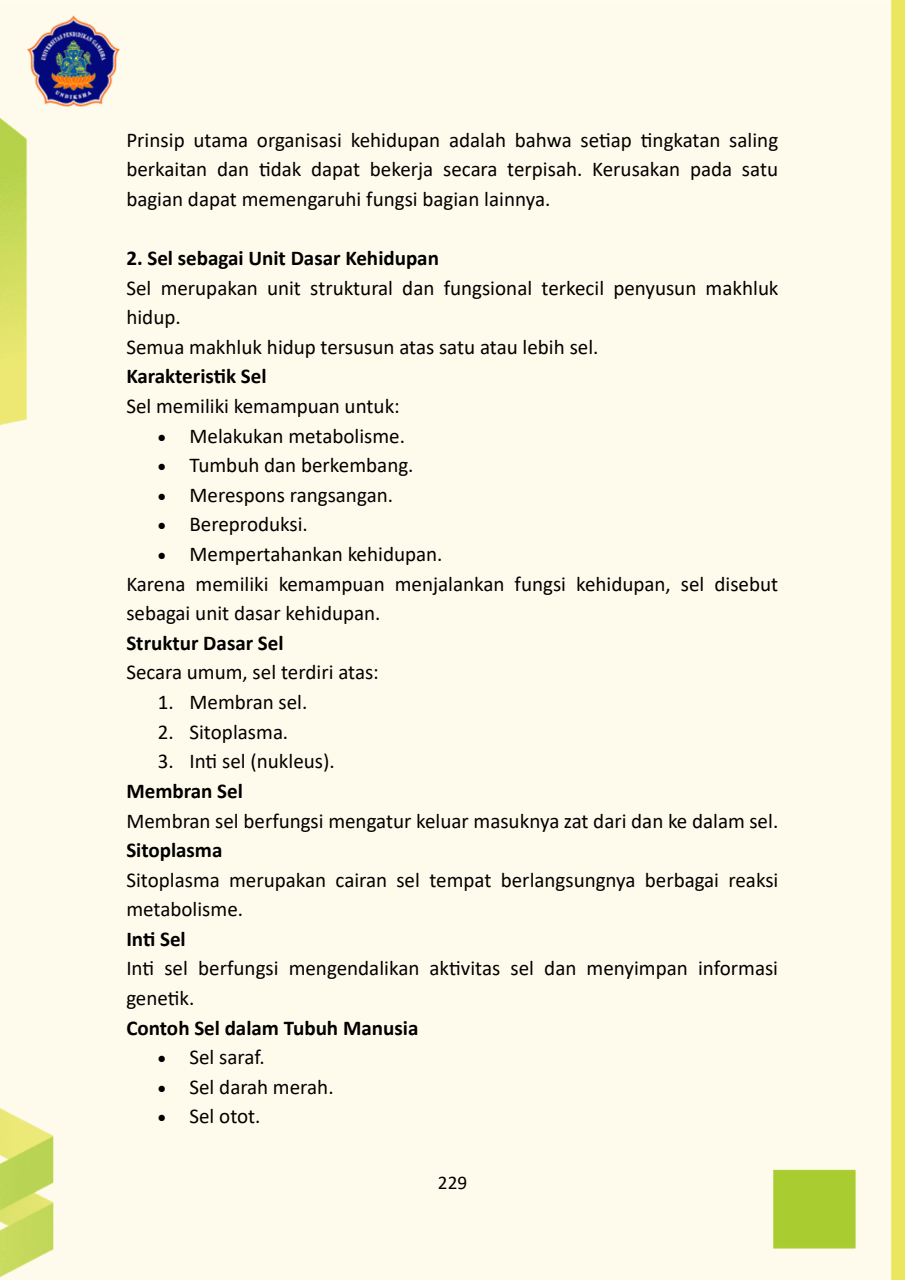 UNIVERSITAS PENDIDIKAN GANESHA
UNDIKSHA
Prinsip utama organisasi kehidupan adalah bahwa setiap tingkatan saling
berkaitan dan tidak dapat bekerja secara terpisah. Kerusakan pada satu
bagian dapat memengaruhi fungsi bagian lainnya.
2. Sel sebagai Unit Dasar Kehidupan
Sel merupakan unit struktural dan fungsional terkecil penyusun makhluk
hidup.
Semua makhluk hidup tersusun atas satu atau lebih sel.
Karakteristik Sel
Sel memiliki kemampuan untuk:
• Melakukan metabolisme.
• Tumbuh dan berkembang.
• Merespons rangsangan.
• Bereproduksi.
• Mempertahankan kehidupan.
Karena memiliki kemampuan menjalankan fungsi kehidupan, sel disebut
sebagai unit dasar kehidupan.
Struktur Dasar Sel
Secara umum, sel terdiri atas:
1. Membran sel.
2. Sitoplasma.
3. Inti sel (nukleus).
Membran Sel
Membran sel berfungsi mengatur keluar masuknya zat dari dan ke dalam sel.
Sitoplasma
Sitoplasma merupakan cairan sel tempat berlangsungnya berbagai reaksi
metabolisme.
Inti Sel
Inti sel berfungsi mengendalikan aktivitas sel dan menyimpan informasi
genetik.
Contoh Sel dalam Tubuh Manusia
• Sel saraf.
• Sel darah merah.
• Sel otot.
229